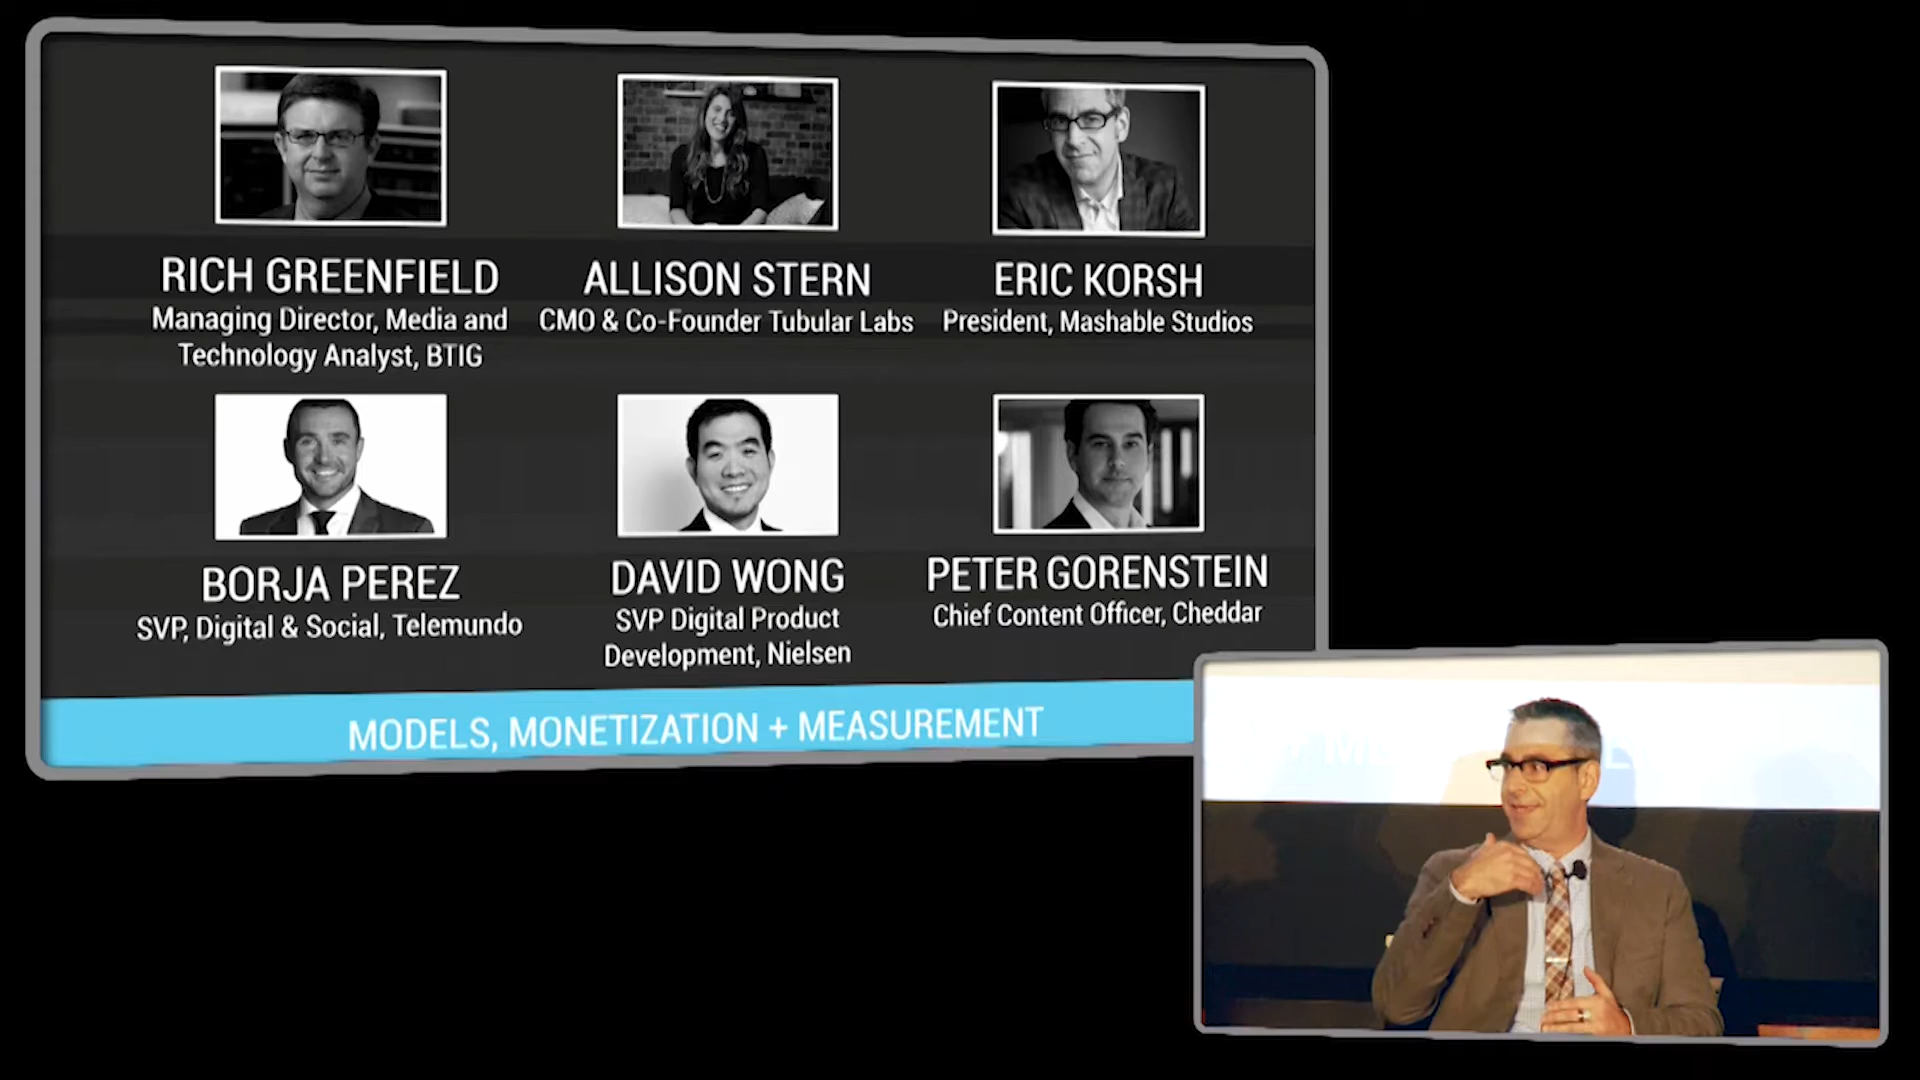 RICH GREENFIELD
Managing Director, Media and
Technology Analyst, BTIG
ALLISON STERN
CMO & Co-Founder Tubular Labs
ERIC KORSH
President, Mashable Studios
BORJA PEREZ
SVP, Digital & Social, Telemundo
DAVID WONG
SVP Digital Product
Development, Nielsen
PETER GORENSTEIN
Chief Content Officer, Cheddar
MODELS, MONETIZATION + MEASUREMENT